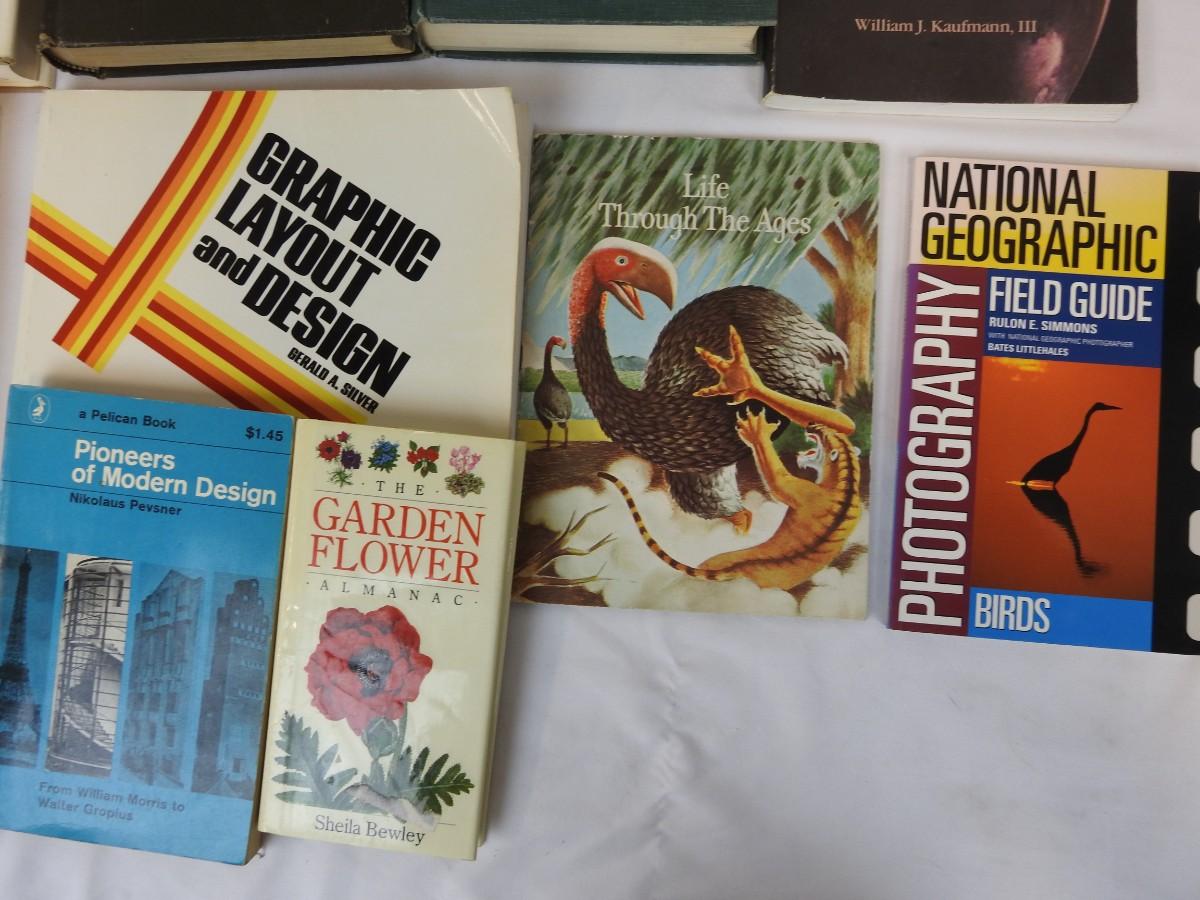 William J. Kaufmann, III
GRAPHIC
LAYOUT
and DESIGN
GERALD A. SILVER
Life
Through The Ages
NATIONAL
GEOGRAPHIC
PHOTOGRAPHY
FIELD GUIDE
RULON E. SIMMONS
WITH NATIONAL GEOGRAPHIC PHOTOGRAPHER
BATES LITTLEHALES
BIRDS
a Pelican Book
$1.45
Pioneers
of Modern Design
Nikolaus Pevsner
From William Morris to
Walter Gropius
· THE ·
GARDEN
FLOWER
· ALMANAC ·
Sheila Bewley